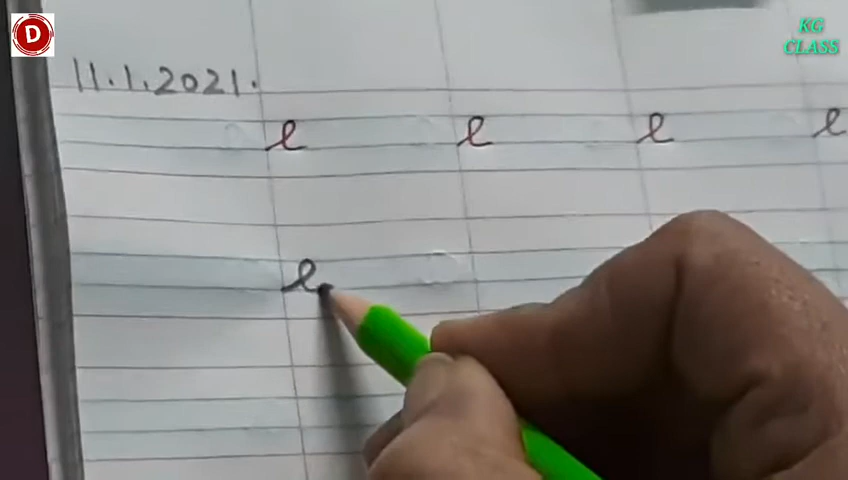 D
KG
CLASS
11.1.2021.
e e e e
e